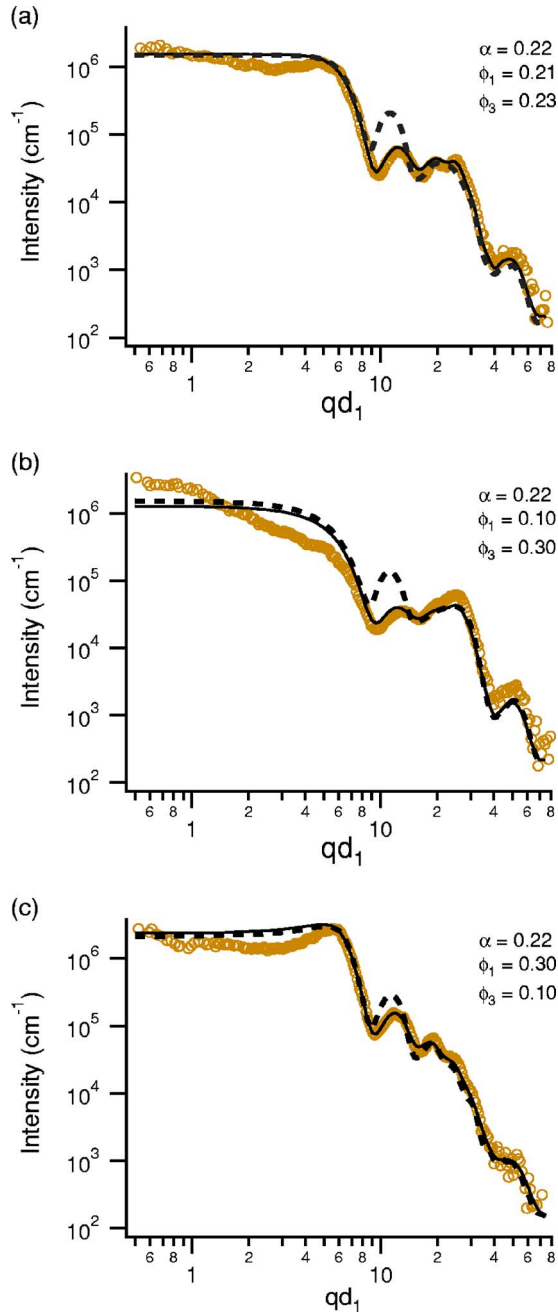 (a)
α = 0.22
ϕ₁ = 0.21
ϕ₃ = 0.23
Intensity (cm⁻¹)
10⁶
10⁵
10⁴
10³
10²
6 8 2 4 6 8 2 4 6 8
1 10
qd₁
(b)
α = 0.22
ϕ₁ = 0.10
ϕ₃ = 0.30
Intensity (cm⁻¹)
10⁶
10⁵
10⁴
10³
10²
6 8 2 4 6 8 2 4 6 8
1 10
qd₁
(c)
α = 0.22
ϕ₁ = 0.30
ϕ₃ = 0.10
Intensity (cm⁻¹)
10⁶
10⁵
10⁴
10³
10²
6 8 2 4 6 8 2 4 6 8
1 10
qd₁